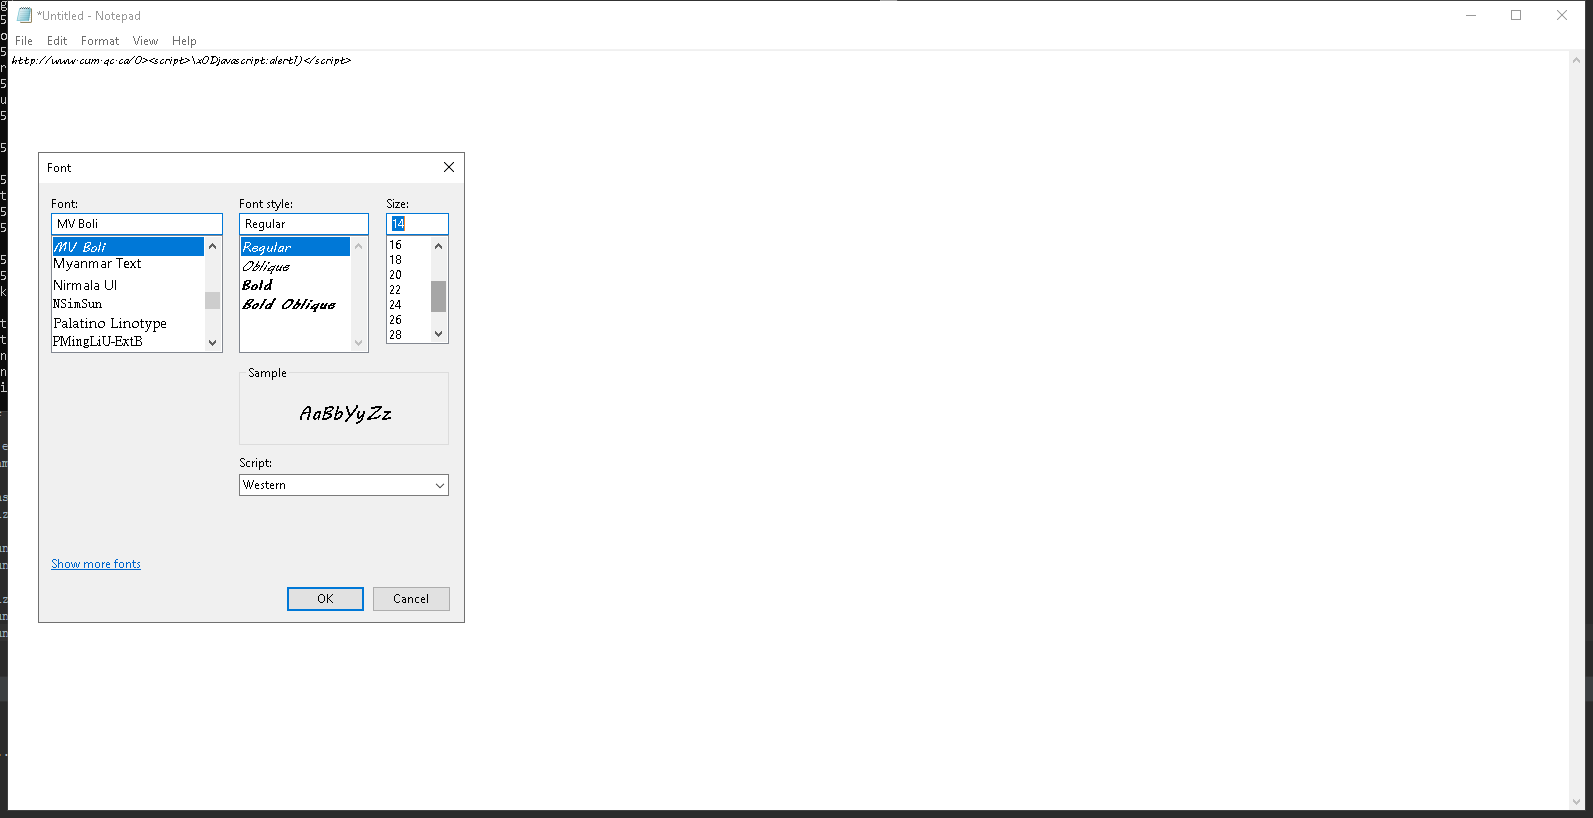 *Untitled - Notepad
File Edit Format View Help
http://www.cum.qc.ca/0><script>\x0Djavascript:alert1)</script>
Font
Font: Font style: Size:
MV Boli Regular 14
MV Boli Regular 16
Myanmar Text Oblique 18
Nirmala UI Bold 20
NSimSun Bold Oblique 22
Palatino Linotype 24
PMingLiU-ExtB 26
28
Sample
AaBbYyZz
Script:
Western
Show more fonts
OK Cancel